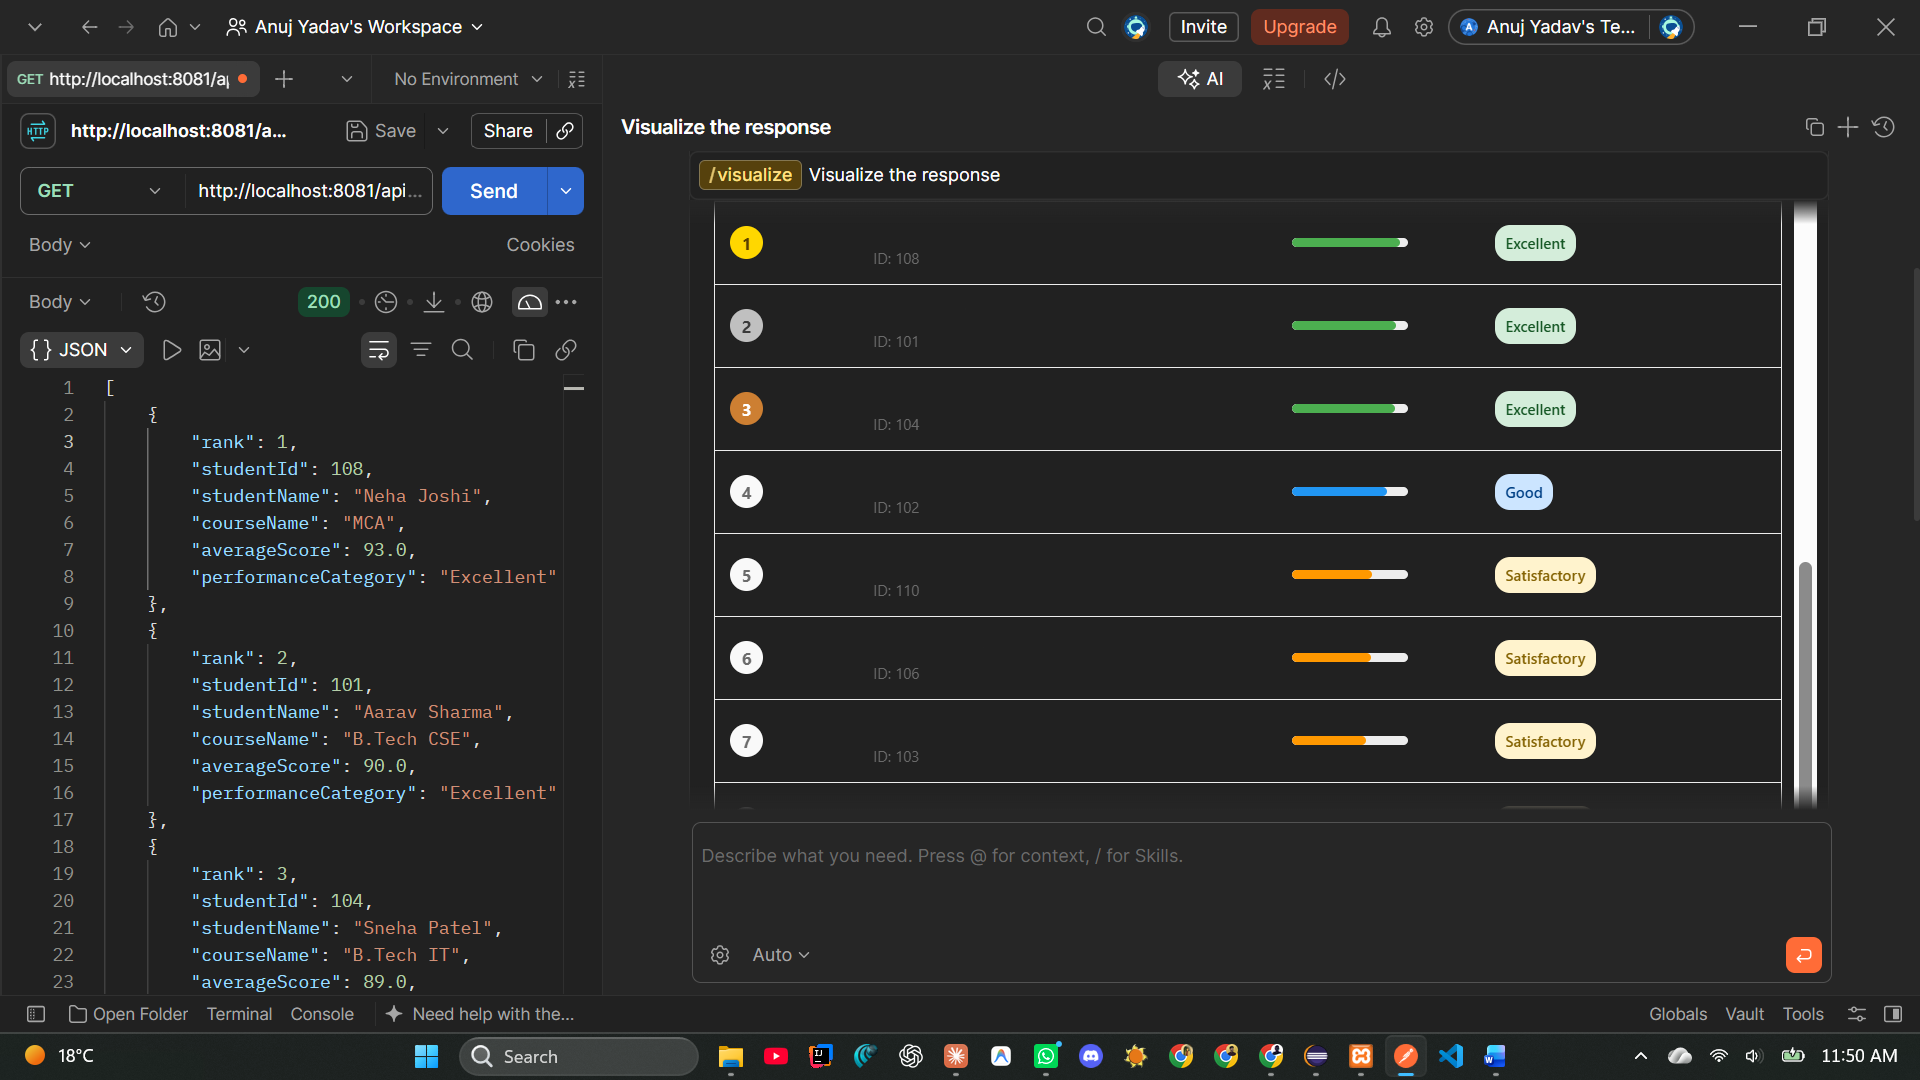 Anuj Yadav's Workspace
Invite
Upgrade
Anuj Yadav's Te...
GET http://localhost:8081/ap
No Environment
AI
HTTP
http://localhost:8081/a...
Save
Share
Visualize the response
/visualize Visualize the response
GET
http://localhost:8081/api...
Send
Body
Cookies
Body
200
{} JSON
1 [
2 {
3 "rank": 1,
4 "studentId": 108,
5 "studentName": "Neha Joshi",
6 "courseName": "MCA",
7 "averageScore": 93.0,
8 "performanceCategory": "Excellent"
9 },
10 {
11 "rank": 2,
12 "studentId": 101,
13 "studentName": "Aarav Sharma",
14 "courseName": "B.Tech CSE",
15 "averageScore": 90.0,
16 "performanceCategory": "Excellent"
17 },
18 {
19 "rank": 3,
20 "studentId": 104,
21 "studentName": "Sneha Patel",
22 "courseName": "B.Tech IT",
23 "averageScore": 89.0,
1 ID: 108 Excellent
2 ID: 101 Excellent
3 ID: 104 Excellent
4 ID: 102 Good
5 ID: 110 Satisfactory
6 ID: 106 Satisfactory
7 ID: 103 Satisfactory
Describe what you need. Press @ for context, / for Skills.
Auto
Open Folder
Terminal
Console
Need help with the...
Globals
Vault
Tools
18°C
Search
11:50 AM